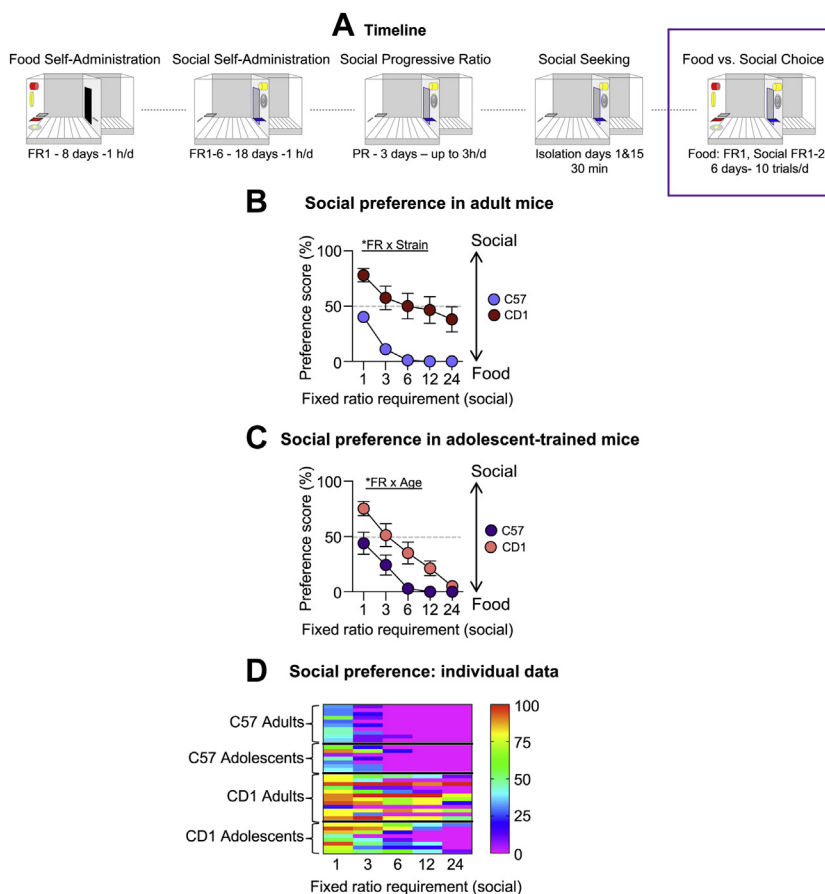 A Timeline
Food Self-Administration
Social Self-Administration
Social Progressive Ratio
Social Seeking
Food vs. Social Choice
FR1 - 8 days -1 h/d
FR1-6 - 18 days -1 h/d
PR - 3 days – up to 3h/d
Isolation days 1&15
30 min
Food: FR1, Social FR1-2
6 days- 10 trials/d
B Social preference in adult mice
Preference score (%)
100
50
0
*FR x Strain
1 3 6 12 24
Fixed ratio requirement (social)
Social
Food
C57
CD1
C Social preference in adolescent-trained mice
Preference score (%)
100
50
0
*FR x Age
1 3 6 12 24
Fixed ratio requirement (social)
Social
Food
C57
CD1
D Social preference: individual data
C57 Adults
C57 Adolescents
CD1 Adults
CD1 Adolescents
1 3 6 12 24
Fixed ratio requirement (social)
100
75
50
25
0